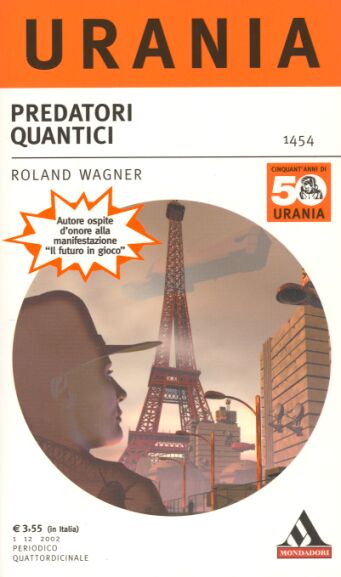 URANIA
PREDATORI
QUANTICI
1454
ROLAND WAGNER
CINQUANT'ANNI DI
50
URANIA
Autore ospite
d'onore alla
manifestazione
"Il futuro in gioco"
€ 3,55 (in Italia)
1 12 2002
PERIODICO
QUATTORDICINALE
MONDADORI